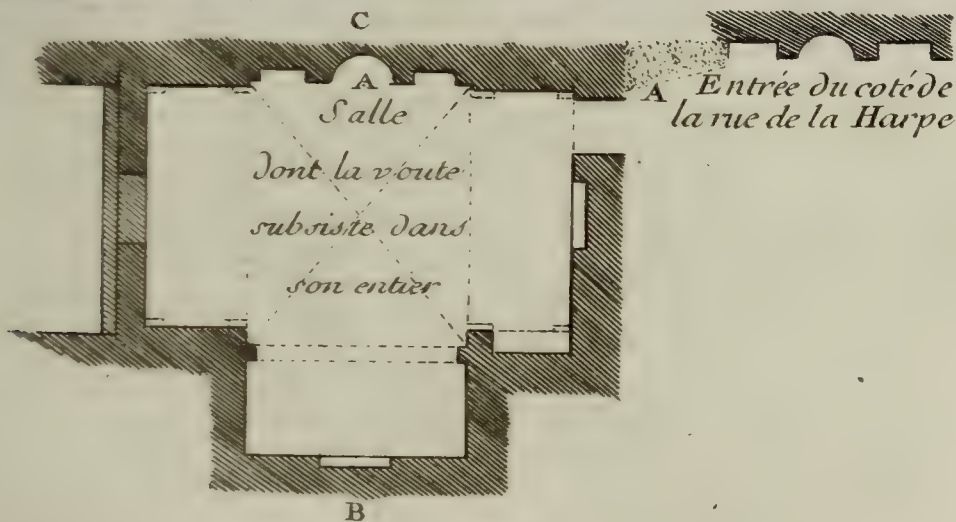 C
A
Salle
dont la voute
subsiste dans
son entier
A Entrée du coté de
la rue de la Harpe
B